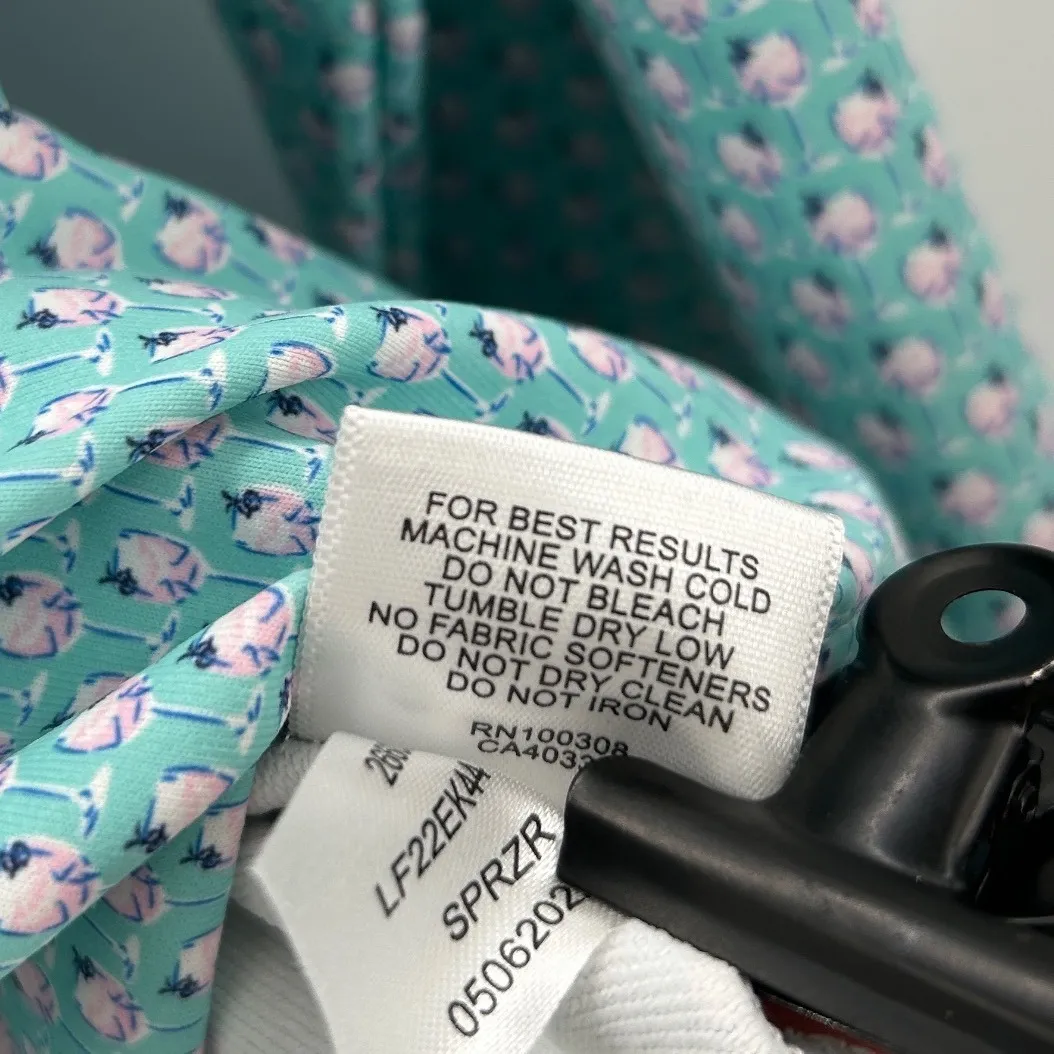 FOR BEST RESULTS
MACHINE WASH COLD
DO NOT BLEACH
TUMBLE DRY LOW
NO FABRIC SOFTENERS
DO NOT DRY CLEAN
DO NOT IRON
RN100308
LF22EK44
SPRZR